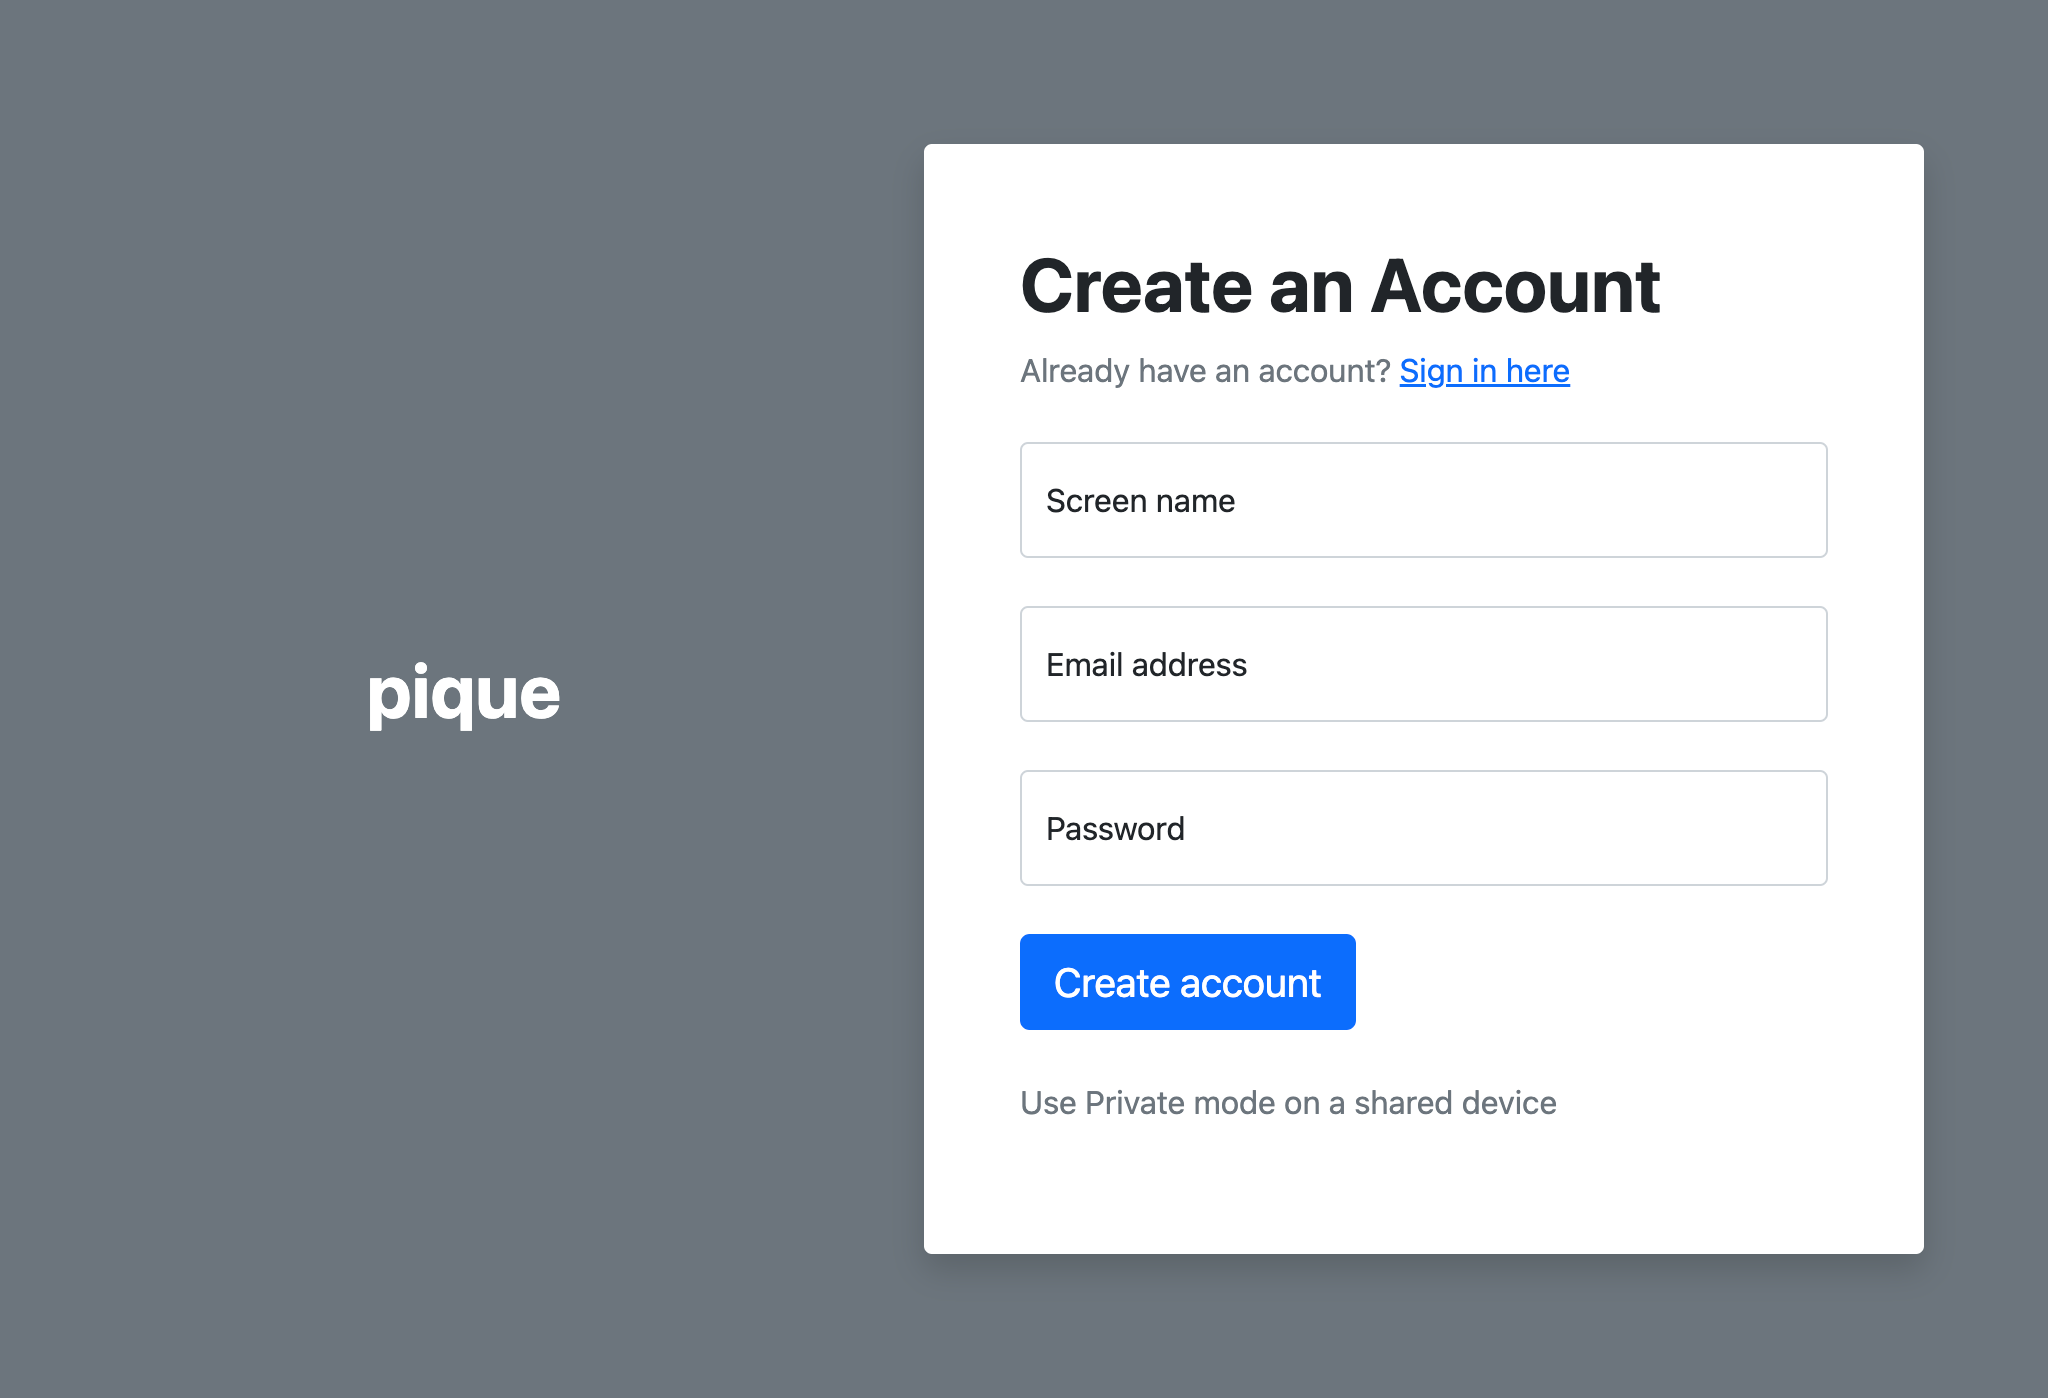 pique
Create an Account
Already have an account? Sign in here
Screen name
Email address
Password
Create account
Use Private mode on a shared device